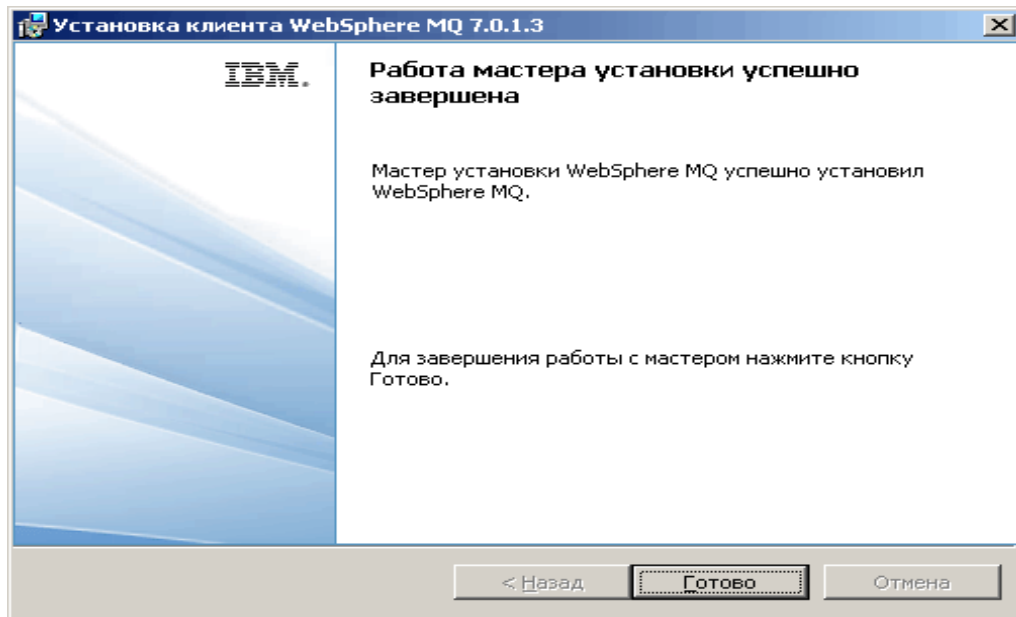 Установка клиента WebSphere MQ 7.0.1.3
IBM.
Работа мастера установки успешно
завершена
Мастер установки WebSphere MQ успешно установил
WebSphere MQ.
Для завершения работы с мастером нажмите кнопку
Готово.
< Назад
Готово
Отмена